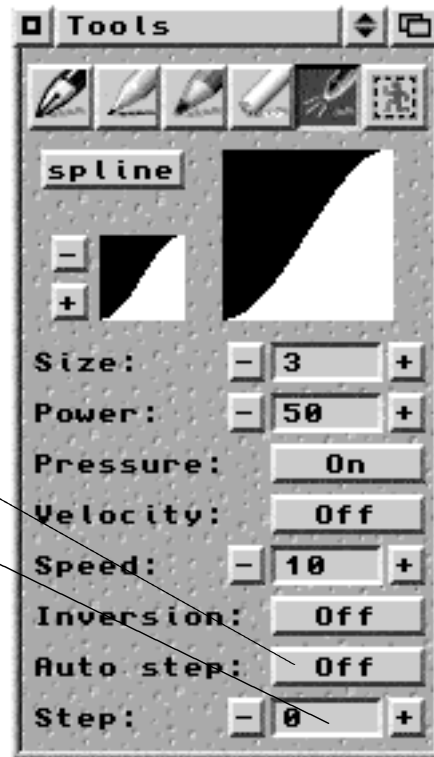 Tools
spline
-
+
Size: - 3 +
Power: - 50 +
Pressure: On
Velocity: Off
Speed: - 10 +
Inversion: Off
Auto step: Off
Step: - 0 +